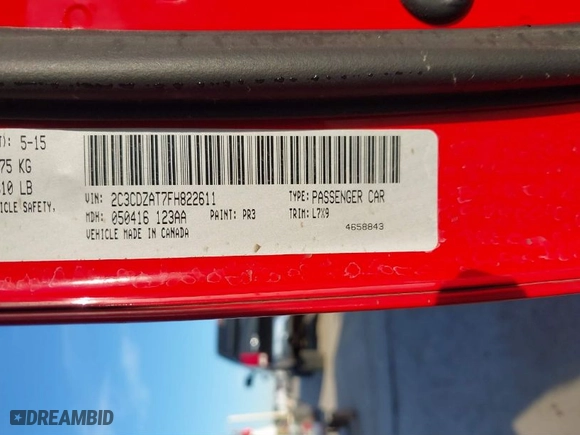 T): 5-15
75 KG
10 LB
ICLE SAFETY,
VIN: 2C3CDZAT7FH822611
TYPE: PASSENGER CAR
MDH: 050416 123AA
PAINT: PR3
TRIM: L7X9
VEHICLE MADE IN CANADA
4658843
DREAMBID